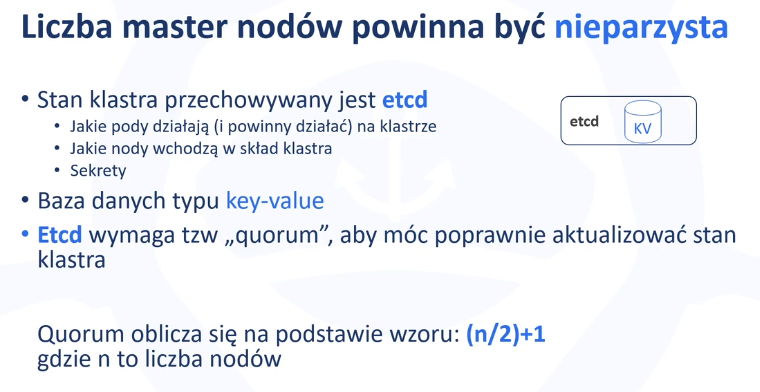 Liczba master nodów powinna być nieparzysta
• Stan klastra przechowywany jest etcd
• Jakie pody działają (i powinny działać) na klastrze
• Jakie nody wchodzą w skład klastra
• Sekrety
etcd
KV
• Baza danych typu key-value
• Etcd wymaga tzw „quorum”, aby móc poprawnie aktualizować stan
klastra
Quorum oblicza się na podstawie wzoru: (n/2)+1
gdzie n to liczba nodów